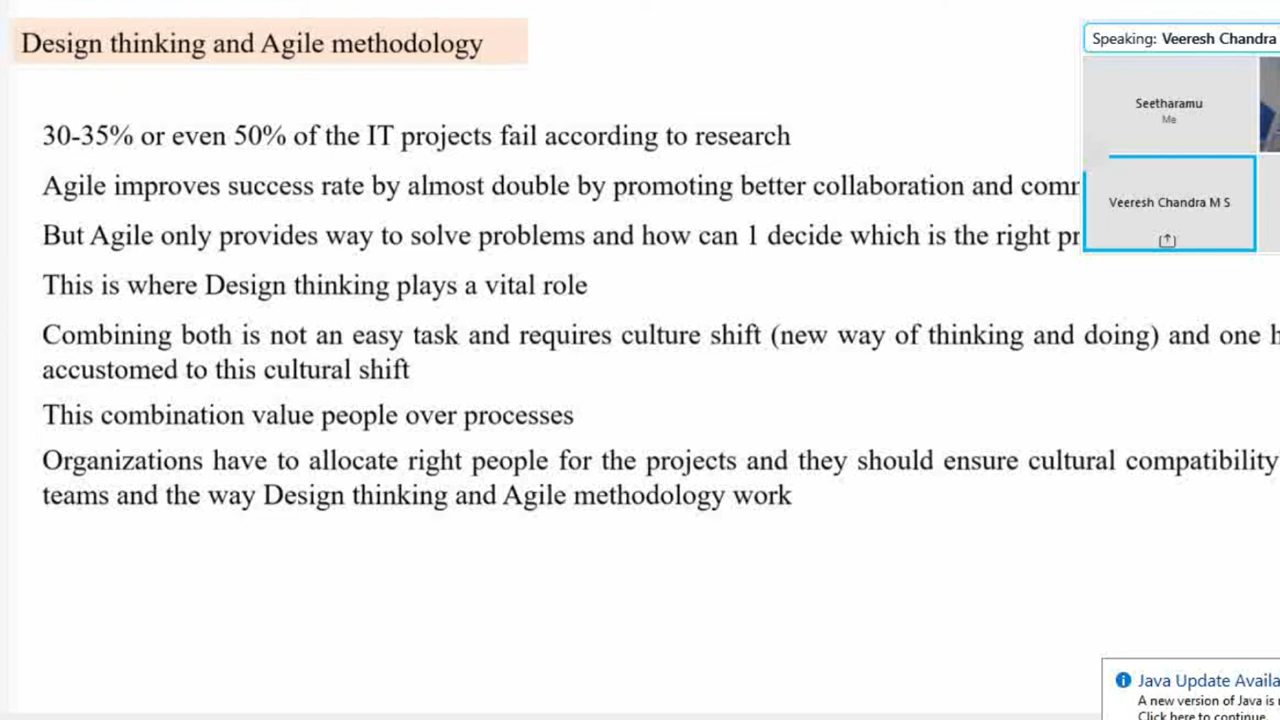 Design thinking and Agile methodology
Speaking: Veeresh Chandra
Seetharamu
Me
30-35% or even 50% of the IT projects fail according to research
Agile improves success rate by almost double by promoting better collaboration and
Veeresh Chandra M S
But Agile only provides way to solve problems and how can 1 decide which is the right
This is where Design thinking plays a vital role
Combining both is not an easy task and requires culture shift (new way of thinking and doing) and one
accustomed to this cultural shift
This combination value people over processes
Organizations have to allocate right people for the projects and they should ensure cultural compatibility
teams and the way Design thinking and Agile methodology work
Java Update
A new version of Java is
Click here to continue